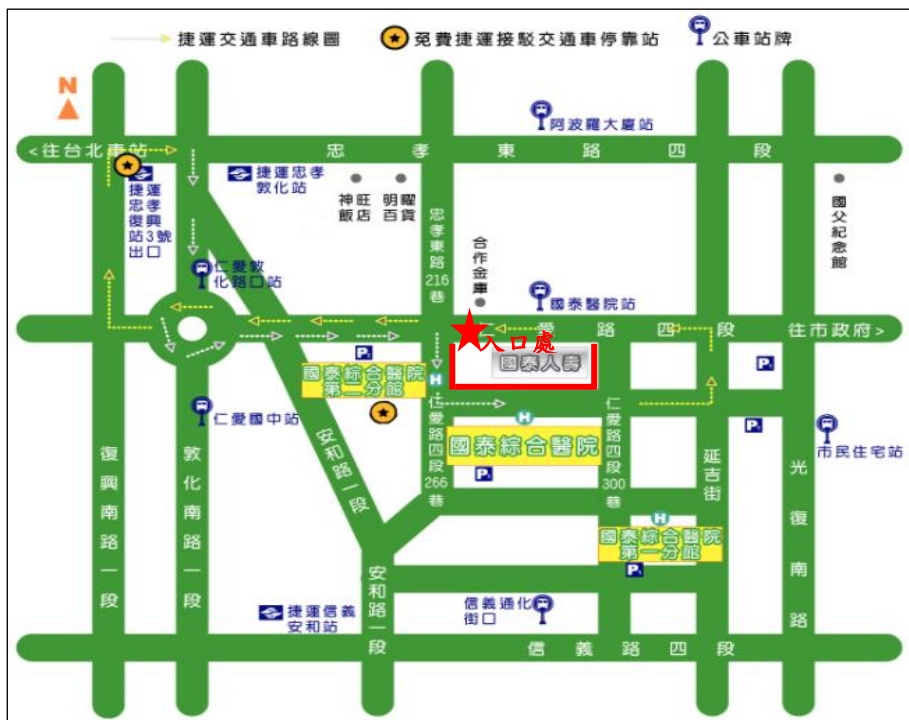 捷運交通車路線圖
免費捷運接駁交通車停靠站
公車站牌
N
阿波羅大廈站
<往台北車站
忠孝東路四段
捷運
忠孝
復興
站3號
出口
捷運忠孝
敦化站
神旺
飯店
明曜
百貨
忠孝東路216巷
合作金庫
國父紀念館
仁愛敦
化路口站
國泰醫院站
仁愛路四段
往市政府>
入口處
國泰人壽
P
國泰綜合醫院
第二分館
H
P
仁愛國中站
安和路一段
仁愛路四段266巷
H
國泰綜合醫院
P
仁愛路四段300巷
延吉街
P
市民住宅站
復興南路一段
敦化南路一段
光復南路
H
國泰綜合醫院
第一分館
P
安和路一段
捷運信義
安和站
信義通化
街口
信義路四段